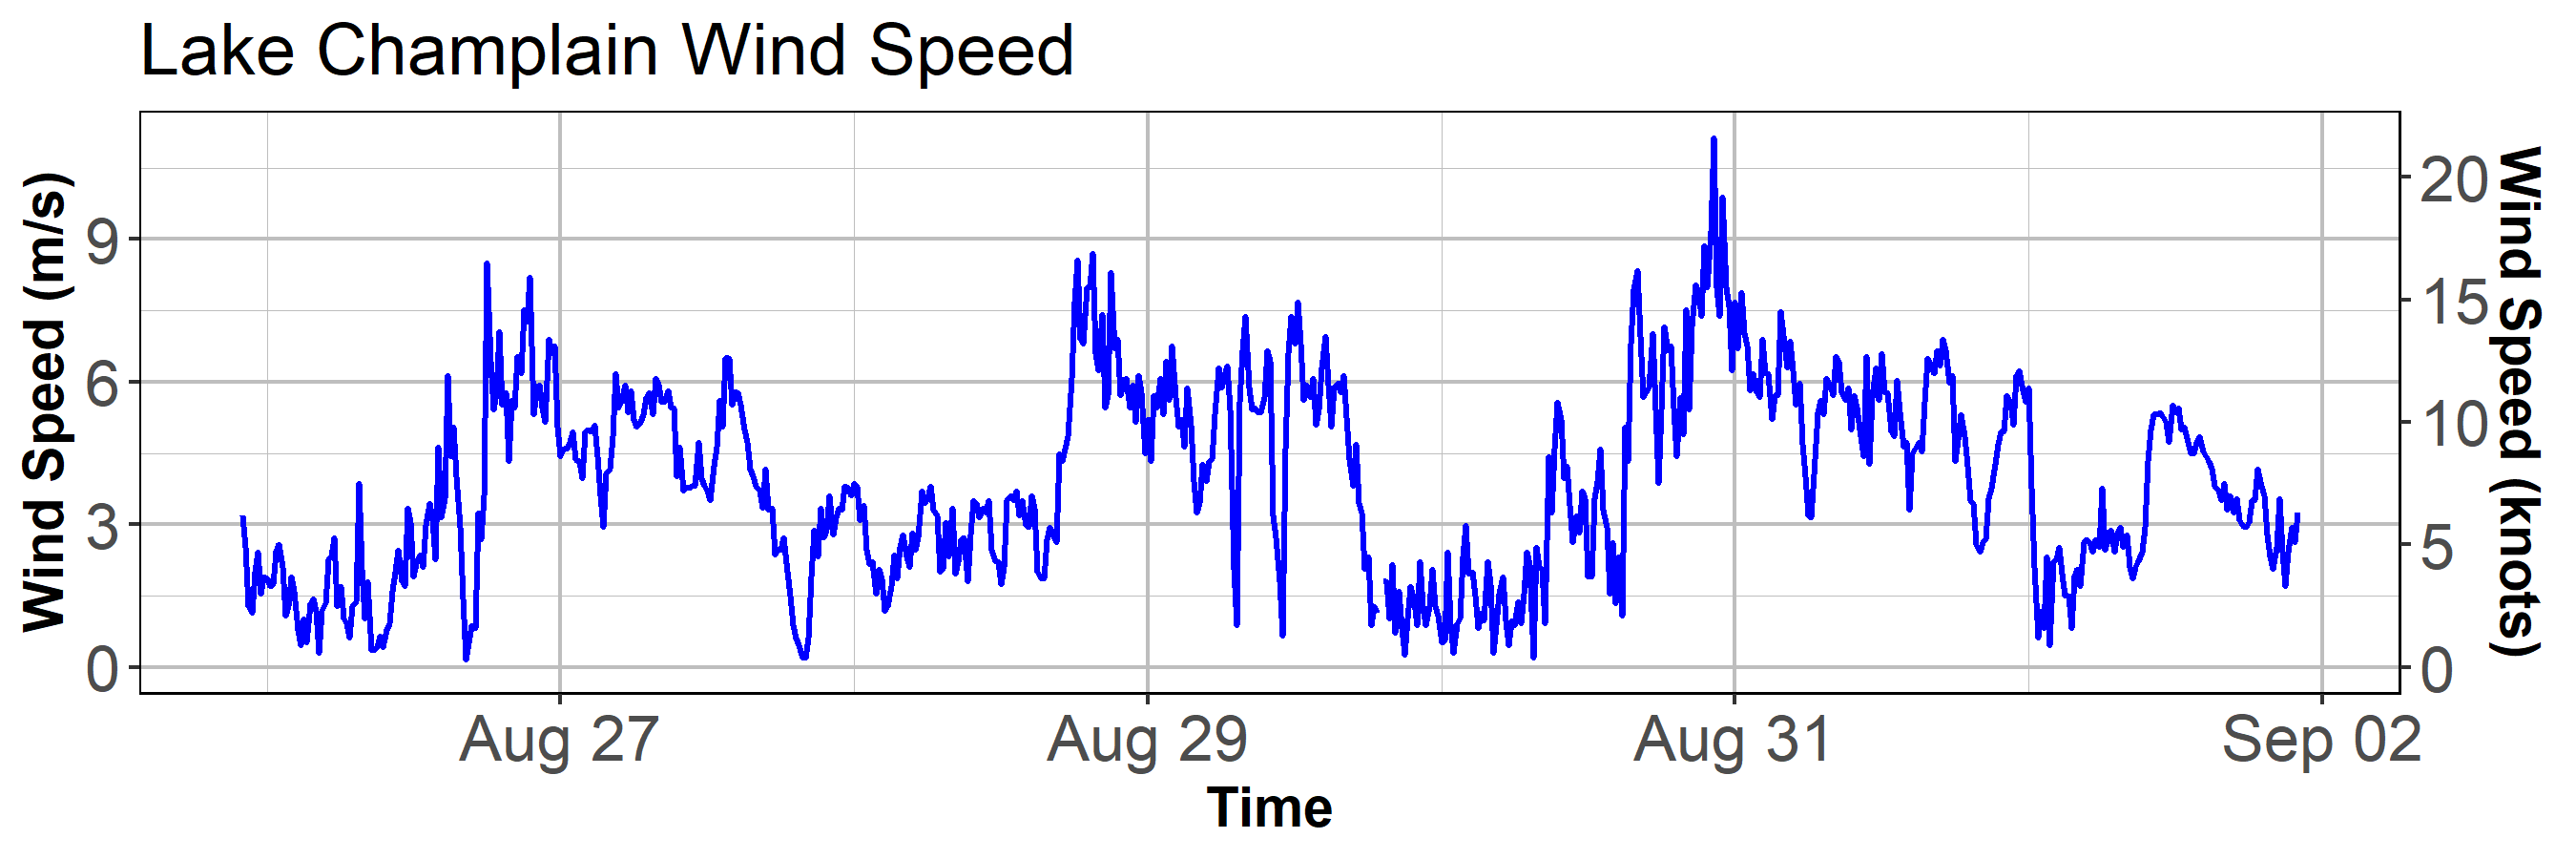 Lake Champlain Wind Speed
Wind Speed (m/s)
9
6
3
0
20
15
10
5
0
Wind Speed (knots)
Aug 27
Aug 29
Aug 31
Sep 02
Time